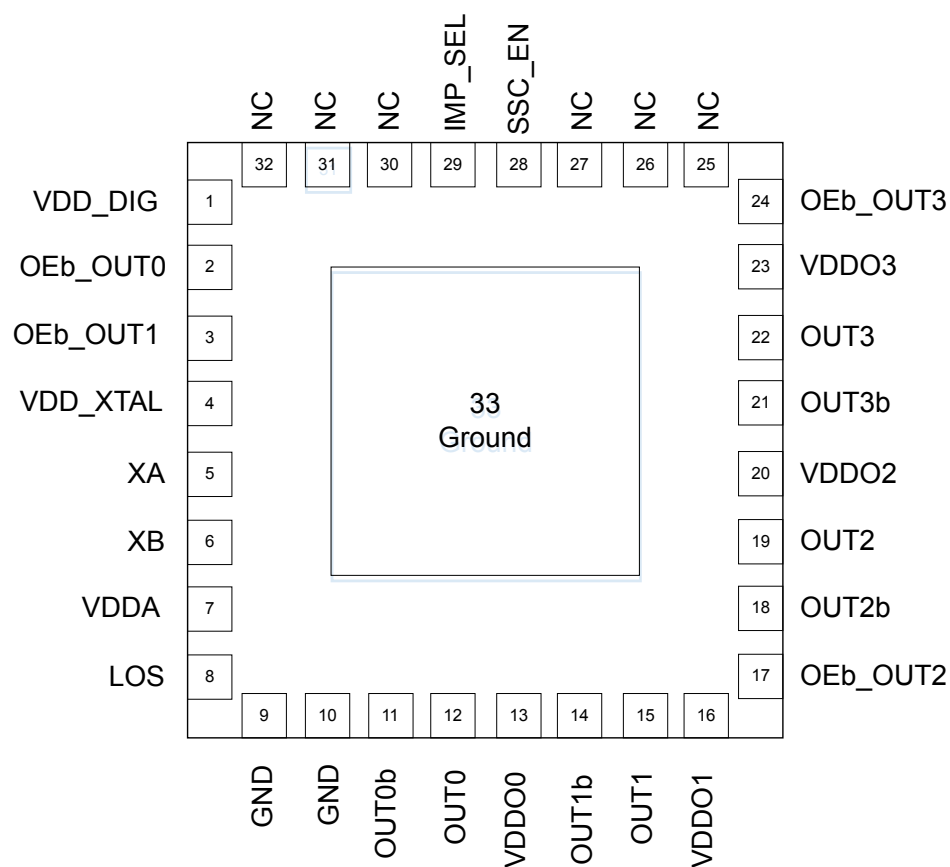 NC
NC
NC
IMP_SEL
SSC_EN
NC
NC
NC
32
31
30
29
28
27
26
25
VDD_DIG
1
24
OEb_OUT3
OEb_OUT0
2
23
VDDO3
OEb_OUT1
3
22
OUT3
VDD_XTAL
4
21
OUT3b
33
Ground
XA
5
20
VDDO2
XB
6
19
OUT2
VDDA
7
18
OUT2b
LOS
8
17
OEb_OUT2
9
10
11
12
13
14
15
16
GND
GND
OUT0b
OUT0
VDDO0
OUT1b
OUT1
VDDO1